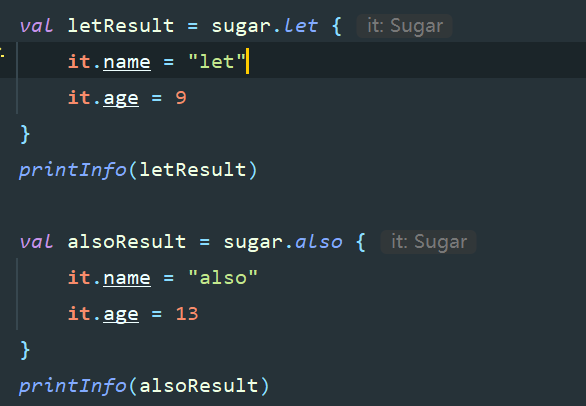 val letResult = sugar.let { it: Sugar
it.name = "let"
it.age = 9
}
printInfo(letResult)
val alsoResult = sugar.also { it: Sugar
it.name = "also"
it.age = 13
}
printInfo(alsoResult)